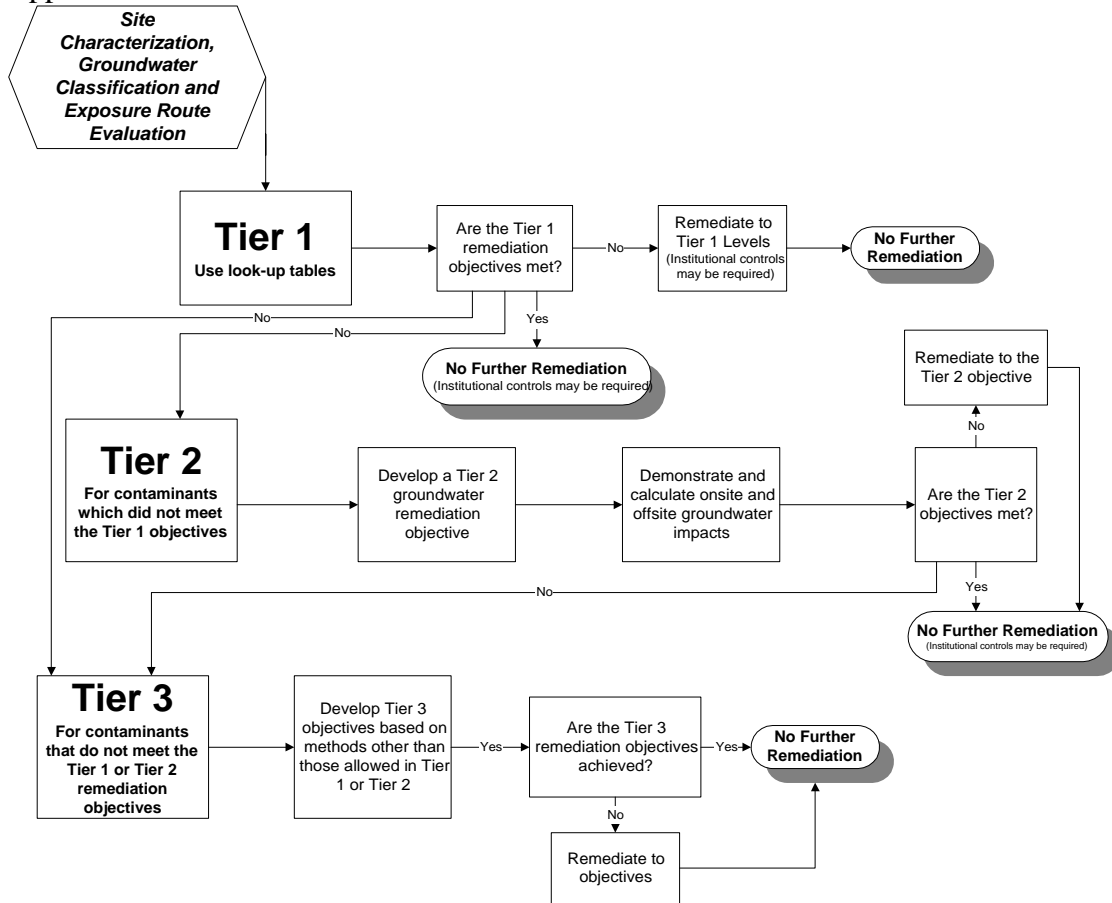 Site
Characterization,
Groundwater
Classification and
Exposure Route
Evaluation
Tier 1
Use look-up tables
Are the Tier 1
remediation
objectives met?
No
Remediate to
Tier 1 Levels
(Institutional controls
may be required)
No Further
Remediation
No
No
Yes
No Further Remediation
(Institutional controls may be required)
Remediate to the
Tier 2 objective
No
Tier 2
For contaminants
which did not meet
the Tier 1 objectives
Develop a Tier 2
groundwater
remediation
objective
Demonstrate and
calculate onsite and
offsite groundwater
impacts
Are the Tier 2
objectives met?
Yes
No
No Further Remediation
(Institutional controls may be required)
Tier 3
For contaminants
that do not meet the
Tier 1 or Tier 2
remediation
objectives
Develop Tier 3
objectives based on
methods other than
those allowed in Tier
1 or Tier 2
Yes
Are the Tier 3
remediation objectives
achieved?
Yes
No Further
Remediation
No
Remediate to
objectives